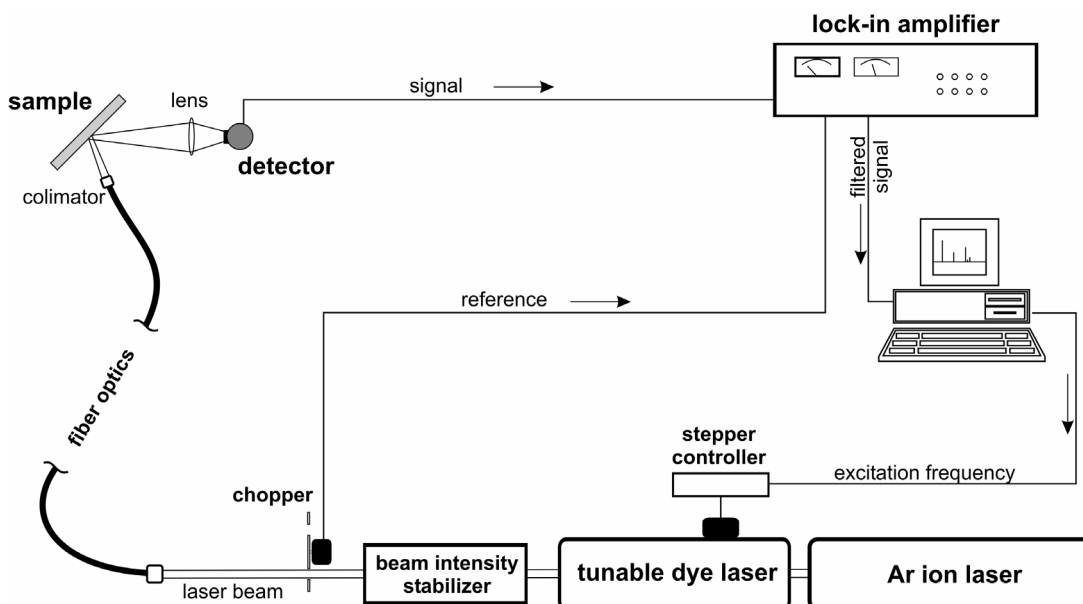 lock-in amplifier
sample
lens
signal
detector
colimator
filtered
signal
reference
fiber optics
stepper
controller
excitation frequency
chopper
beam intensity
stabilizer
tunable dye laser
Ar ion laser
laser beam